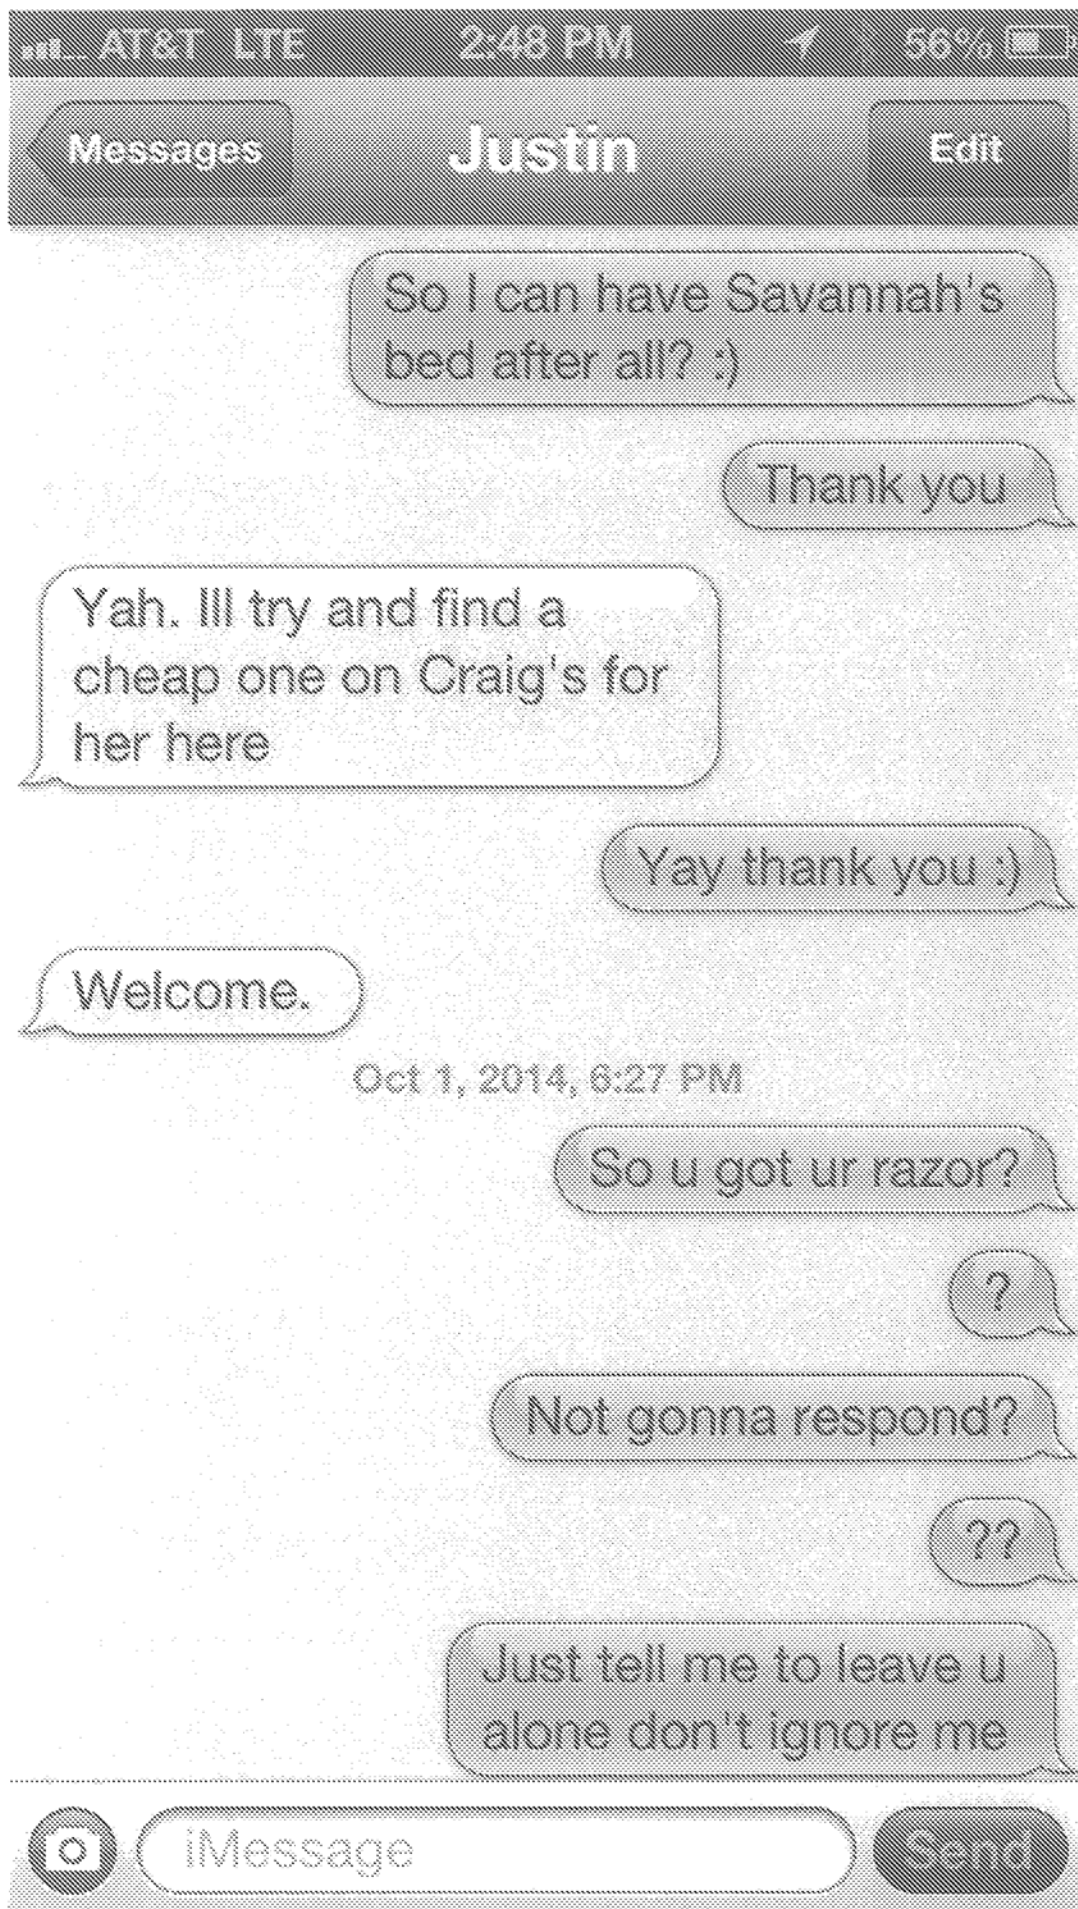 AT&T LTE 2:48 PM 56%
Messages Justin Edit
So I can have Savannah's
bed after all? :)
Thank you
Yah. Ill try and find a
cheap one on Craig's for
her here
Yay thank you :)
Welcome.
Oct 1, 2014, 6:27 PM
So u got ur razor?
?
Not gonna respond?
??
Just tell me to leave u
alone don't ignore me
iMessage Send